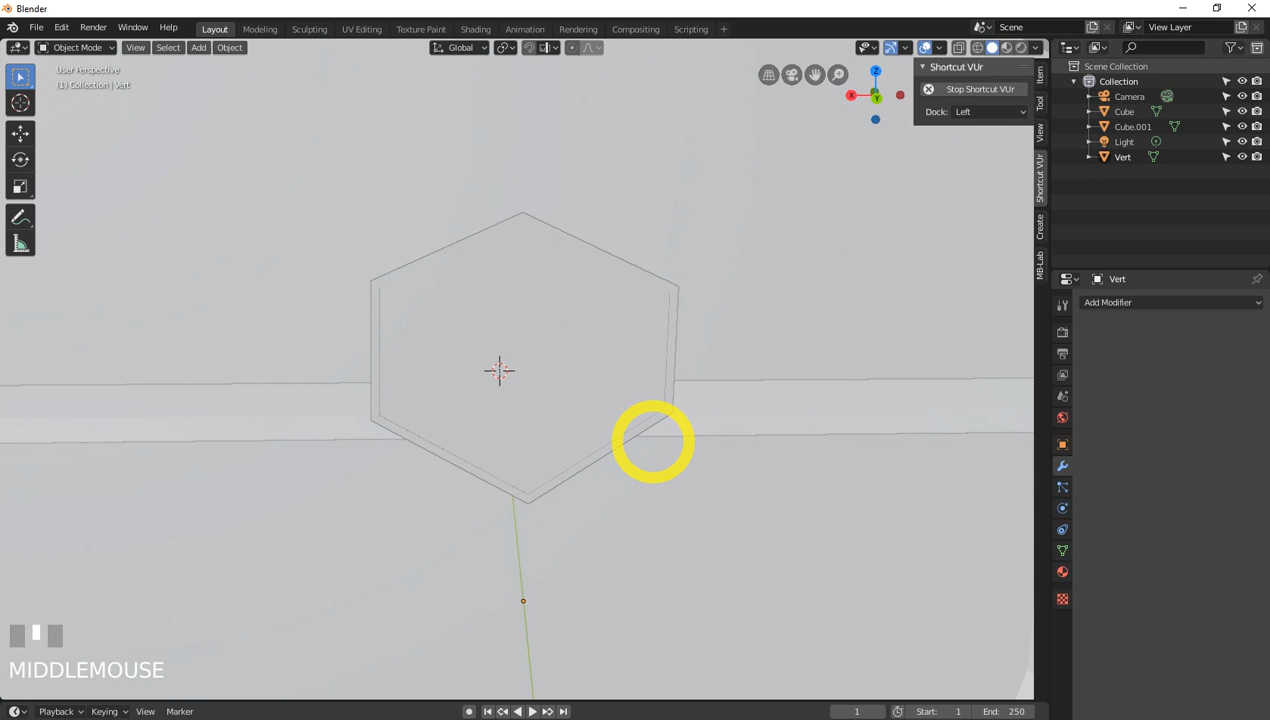 Blender
File Edit Render Window Help
Layout Modeling Sculpting UV Editing Texture Paint Shading Animation Rendering Compositing Scripting +
Scene
View Layer
Object Mode View Select Add Object
Global
User Perspective
(1) Collection | Vert
Z
X
Y
Shortcut VUr
Stop Shortcut VUr
Dock: Left
Item
Tool
View
Shortcut VUr
Create
MB-Lab
Scene Collection
Collection
Camera
Cube
Cube.001
Light
Vert
Vert
Add Modifier
MIDDLEMOUSE
Playback Keying View Marker
1
Start: 1
End: 250